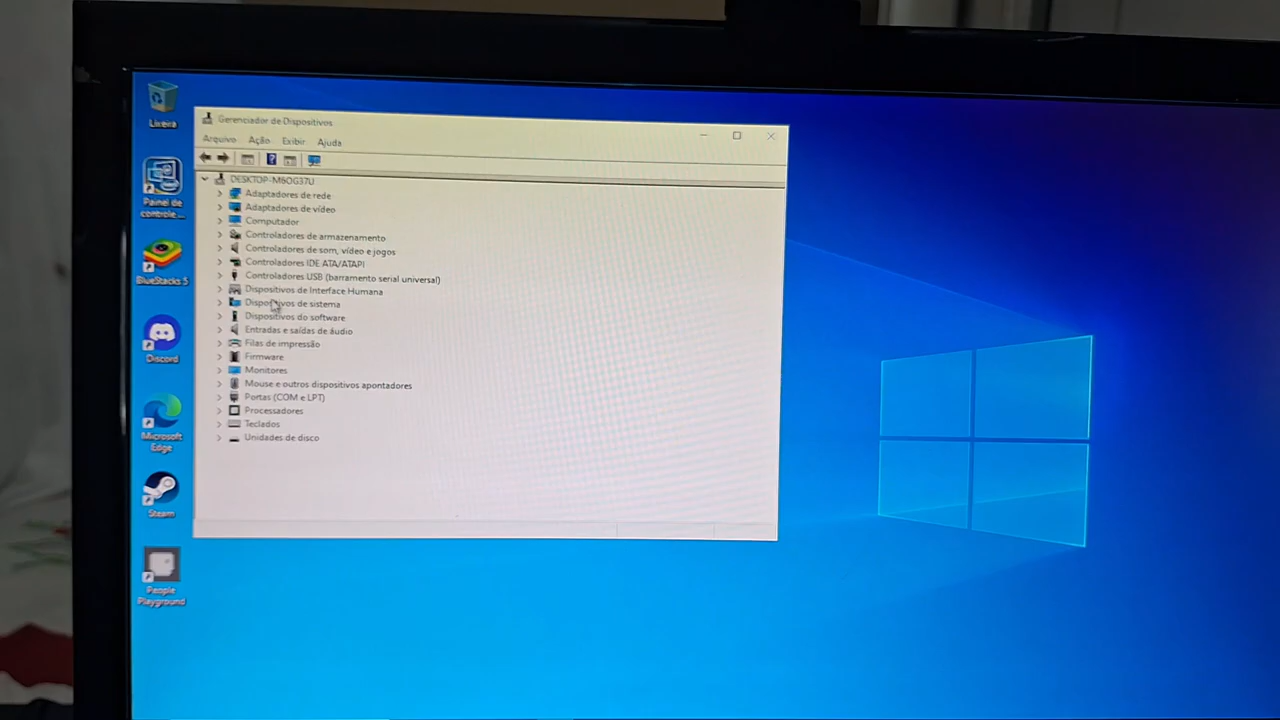 Lixeira
Painel de
controle...
BlueStacks 5
Discord
Microsoft
Edge
Steam
People
Playground
Gerenciador de Dispositivos
Arquivo Ação Exibir Ajuda
DESKTOP-M6OG37U
Adaptadores de rede
Adaptadores de vídeo
Computador
Controladores de armazenamento
Controladores de som, vídeo e jogos
Controladores IDE ATA/ATAPI
Controladores USB (barramento serial universal)
Dispositivos de Interface Humana
Dispositivos de sistema
Dispositivos do software
Entradas e saídas de áudio
Filas de impressão
Firmware
Monitores
Mouse e outros dispositivos apontadores
Portas (COM e LPT)
Processadores
Teclados
Unidades de disco